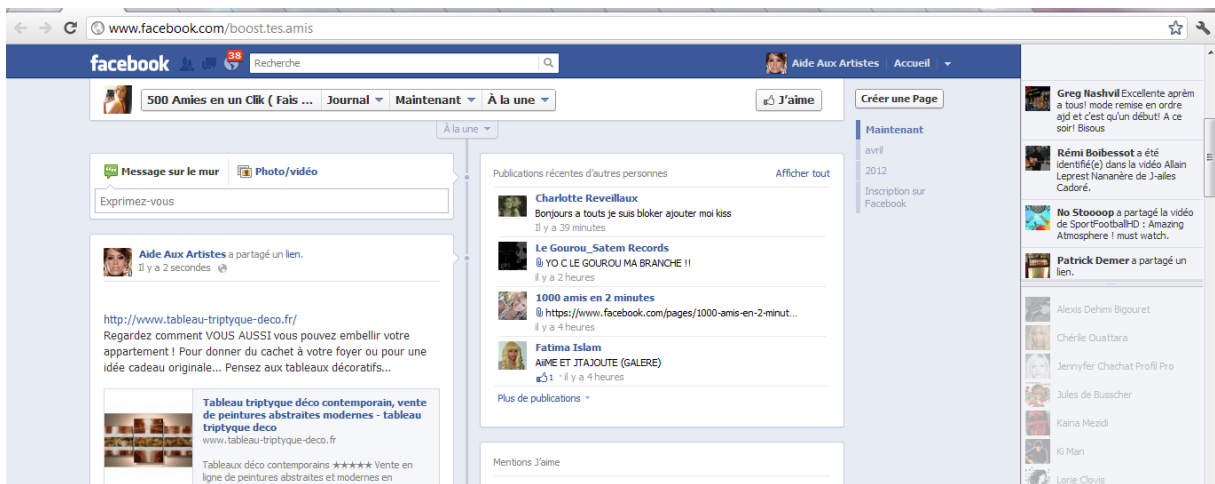 www.facebook.com/boost.tes.amis
facebook 38 Recherche Aide Aux Artistes Accueil
500 Amies en un Clik ( Fais ... Journal Maintenant À la une J'aime Créer une Page
À la une
Message sur le mur Photo/vidéo
Exprimez-vous
Aide Aux Artistes a partagé un lien.
Il y a 2 secondes
http://www.tableau-triptyque-deco.fr/
Regardez comment VOUS AUSSI vous pouvez embellir votre
appartement ! Pour donner du cachet à votre foyer ou pour une
idée cadeau originale... Pensez aux tableaux décoratifs...
Tableau triptyque déco contemporain, vente
de peintures abstraites modernes - tableau
triptyque deco
www.tableau-triptyque-deco.fr
Tableaux déco contemporains ★★★★★ Vente en
ligne de peintures abstraites et modernes en
Publications récentes d'autres personnes Afficher tout
Charlotte Reveillaux
Bonjours a touts je suis bloker ajouter moi kiss
Il y a 39 minutes
Le Gourou_Satem Records
YO C LE GOUROU MA BRANCHE !!
il y a 2 heures
1000 amis en 2 minutes
https://www.facebook.com/pages/1000-amis-en-2-minut...
il y a 4 heures
Fatima Islam
AiiME ET JTAJOUTE (GALERE)
1 · il y a 4 heures
Plus de publications
Mentions J'aime
Maintenant
avril
2012
Inscription sur
Facebook
Greg Nashvil Excellente aprèm
a tous! mode remise en ordre
ajd et c'est qu'un début! A ce
soir! Bisous
Rémi Boibessot a été
identifié(e) dans la vidéo Allain
Leprest Nananère de J-ailes
Cadoré.
No Stoooop a partagé la vidéo
de SportFootballHD : Amazing
Atmosphere ! must watch.
Patrick Demer a partagé un
lien.
Alexis Dehimi Bigouret
Chérile Ouattara
Jennyfer Chachat Profil Pro
Jules de Busscher
Kaina Mezidi
Ki Man
Lorie Clovis